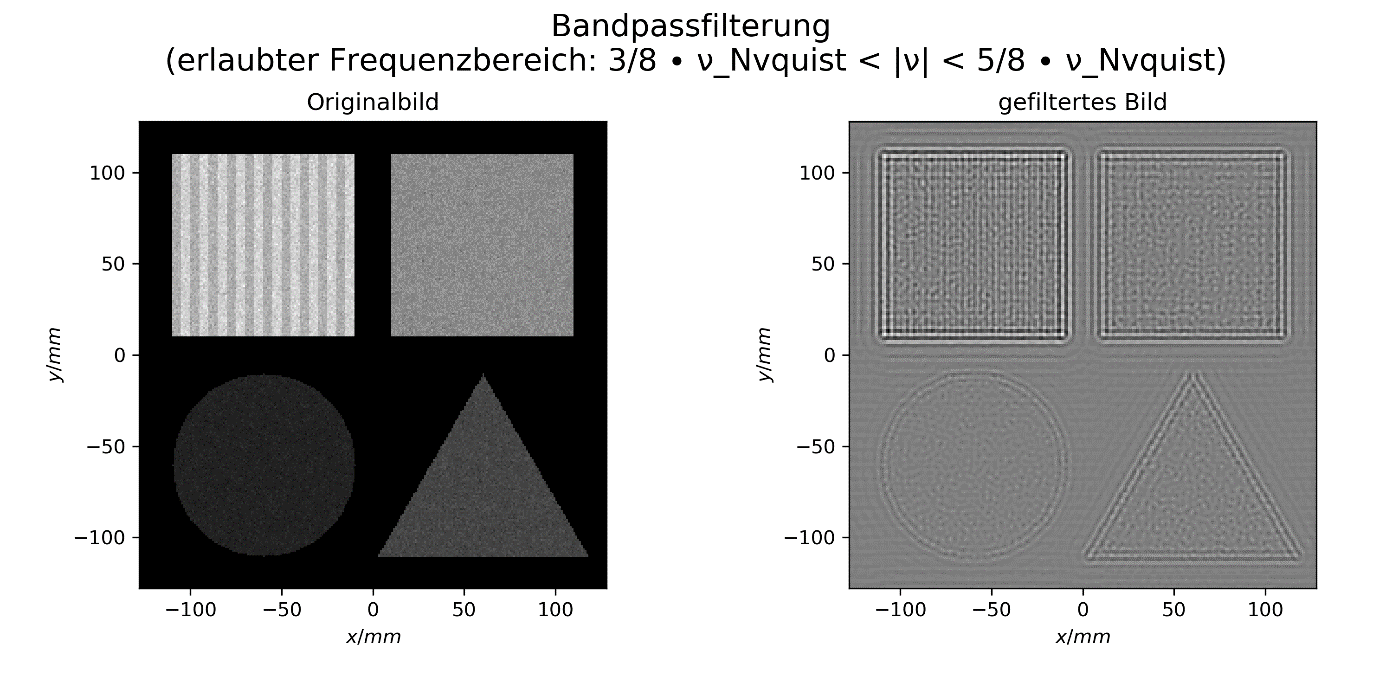 Bandpassfilterung
(erlaubter Frequenzbereich: 3/8 • ν_Nvquist < |ν| < 5/8 • ν_Nvquist)
Originalbild
100
50
0
−50
−100
y/mm
−100 −50 0 50 100
x/mm
gefiltertes Bild
100
50
0
−50
−100
y/mm
−100 −50 0 50 100
x/mm